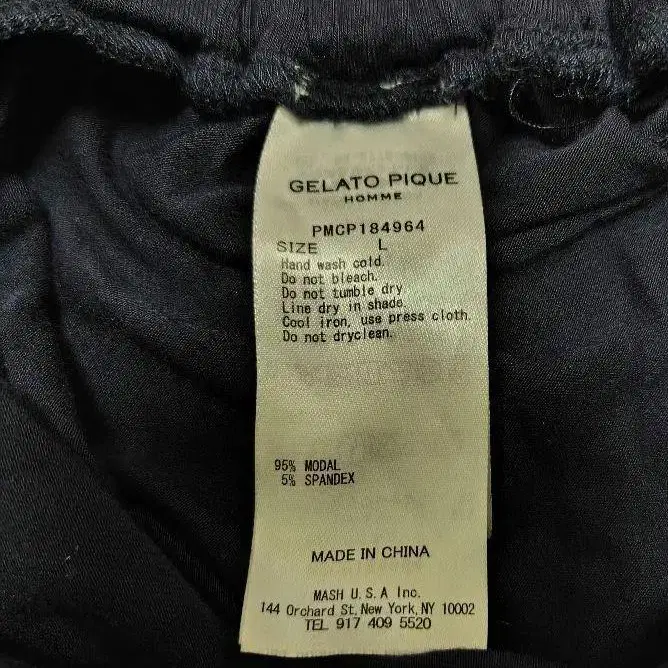 GELATO PIQUE
HOMME
PMCP184964
SIZE L
Hand wash cold.
Do not bleach.
Do not tumble dry
Line dry in shade.
Cool iron, use press cloth.
Do not dryclean.
95% MODAL
5% SPANDEX
MADE IN CHINA
MASH U.S.A Inc.
144 Orchard St, New York, NY 10002
TEL 917 409 5520